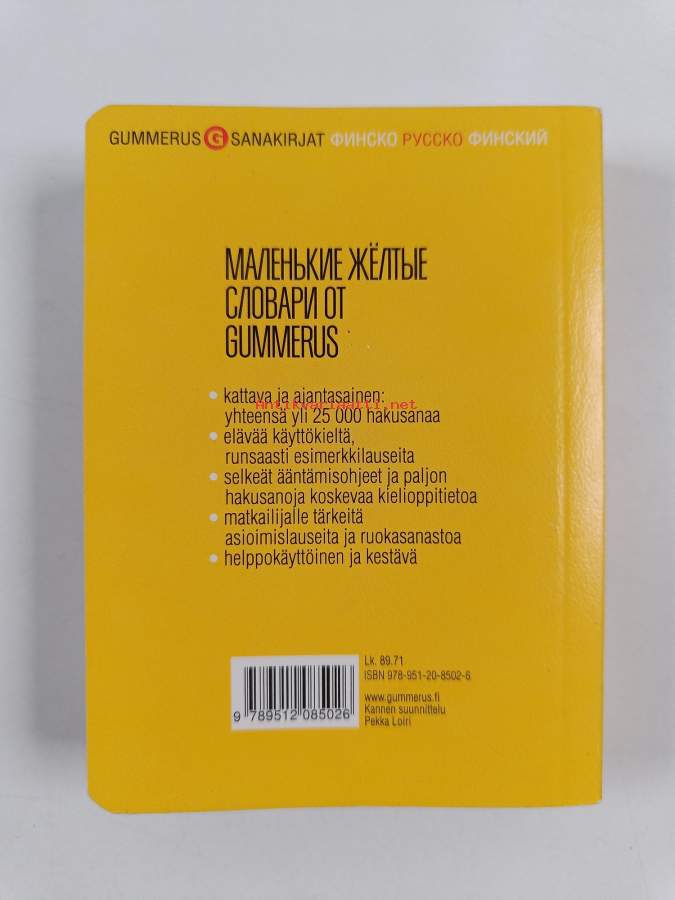 GUMMERUS G SANAKIRJAT ФИНСКО РУССКО ФИНСКИЙ
МАЛЕНЬКИЕ ЖЁЛТЫЕ
СЛОВАРИ ОТ
GUMMERUS
• kattava ja ajantasainen:
Antikvariaatti.net
yhteensä yli 25 000 hakusanaa
• elävää käyttökieltä,
runsaasti esimerkkilauseita
• selkeät ääntämisohjeet ja paljon
hakusanoja koskevaa kielioppitietoa
• matkailijalle tärkeitä
asioimislauseita ja ruokasanastoa
• helppokäyttöinen ja kestävä
Lk. 89.71
ISBN 978-951-20-8502-6
www.gummerus.fi
Kannen suunnittelu
Pekka Loiri
9 789512 085026